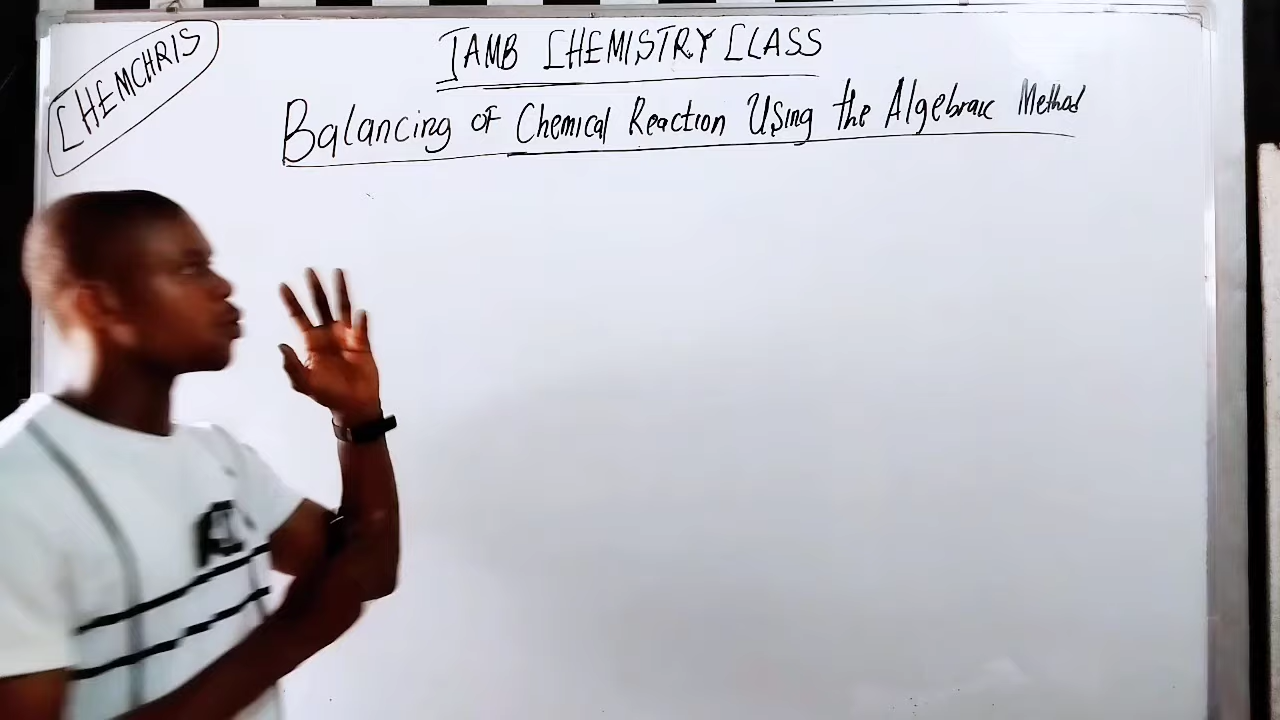 CHEMCHRIS
JAMB CHEMISTRY CLASS
Balancing of Chemical Reaction Using the Algebraic Method